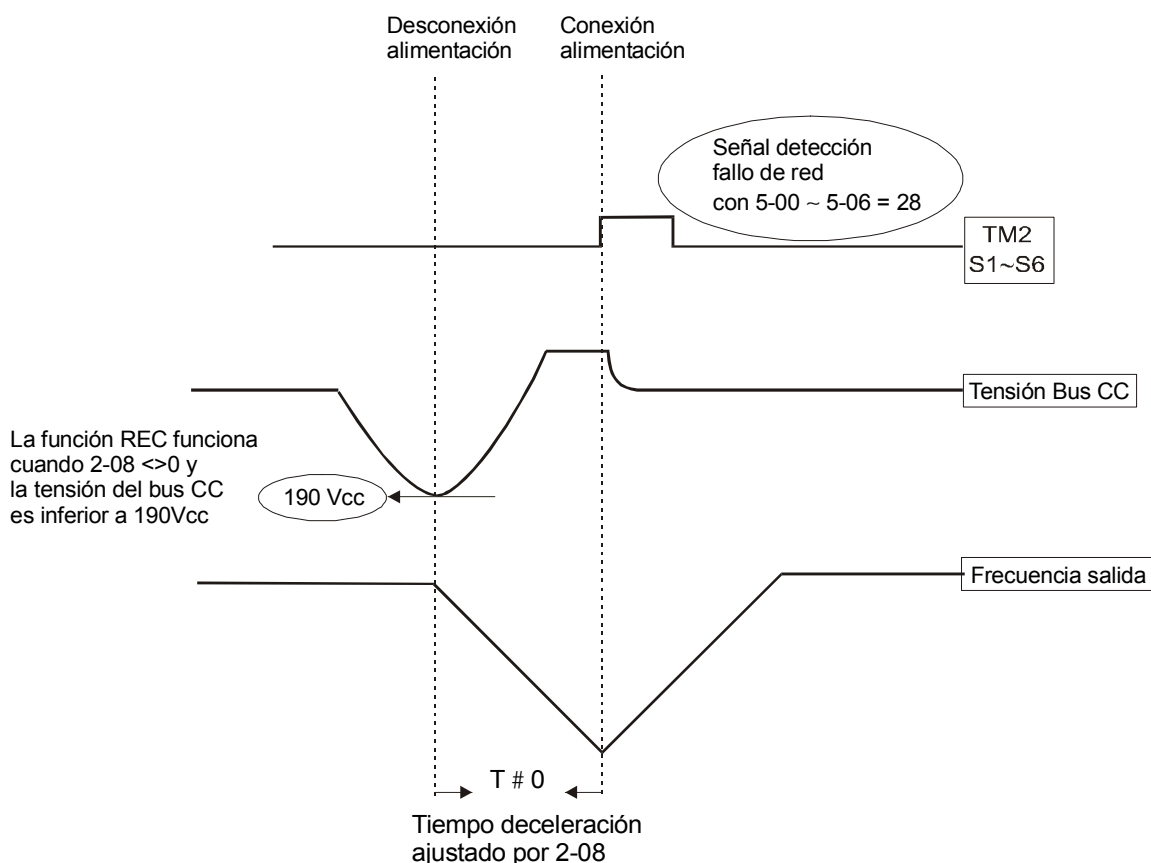 Desconexión
alimentación
Conexión
alimentación
Señal detección
fallo de red
con 5-00 ~ 5-06 = 28
TM2
S1~S6
Tensión Bus CC
La función REC funciona
cuando 2-08 <>0 y
la tensión del bus CC
es inferior a 190Vcc
190 Vcc
Frecuencia salida
T # 0
Tiempo deceleración
ajustado por 2-08